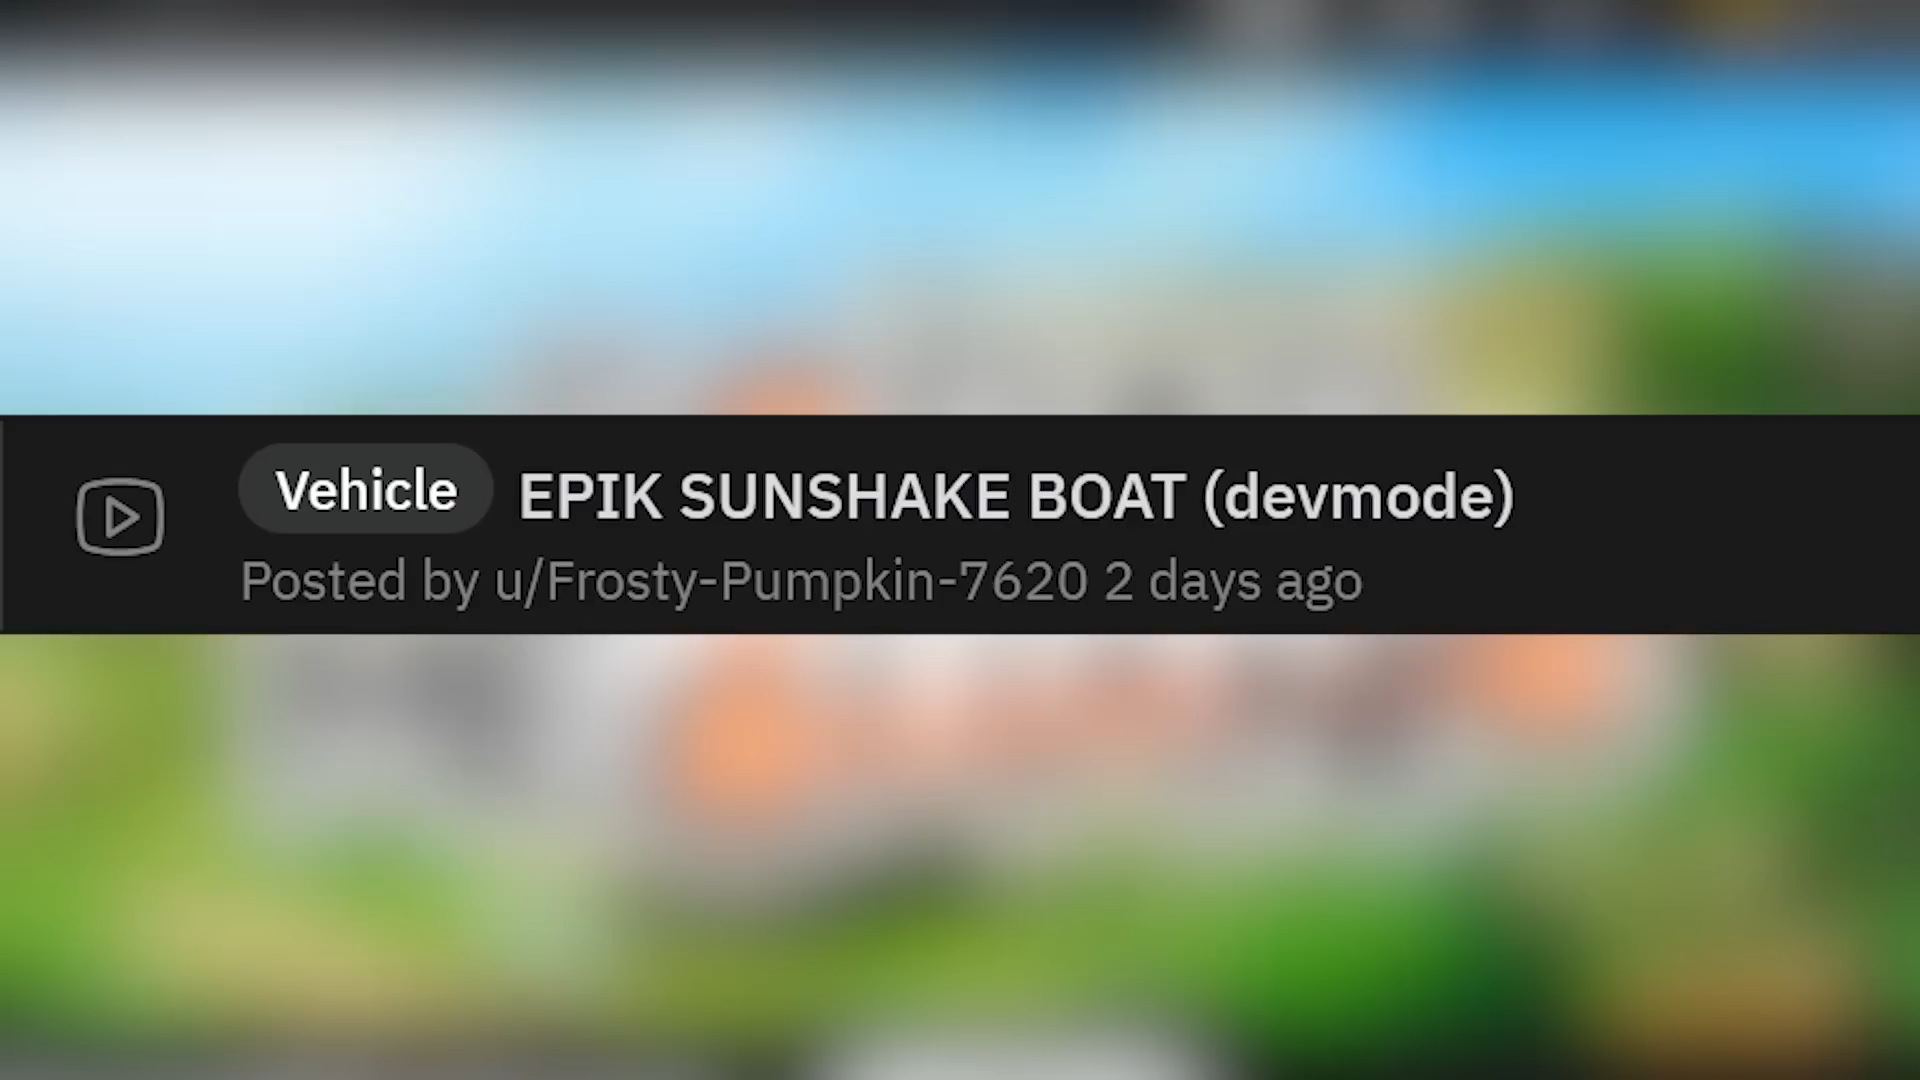 Vehicle EPIK SUNSHAKE BOAT (devmode)
Posted by u/Frosty-Pumpkin-7620 2 days ago